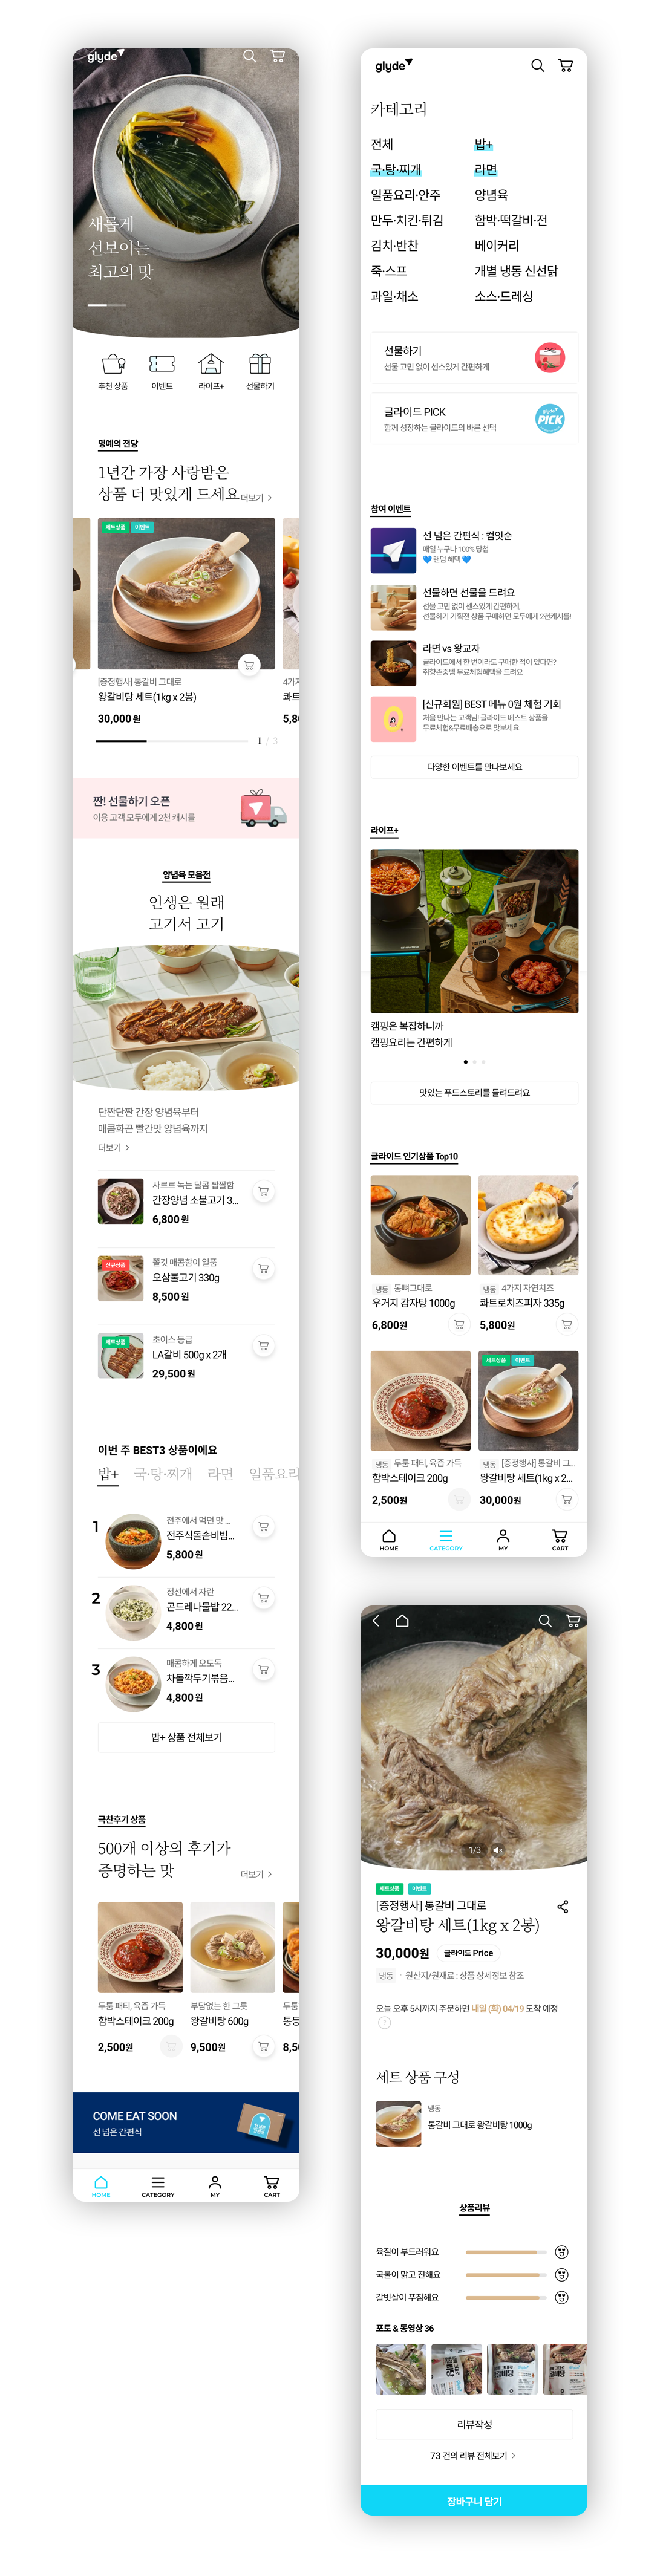 glyde
새롭게
선보이는
최고의 맛
추천 상품
이벤트
라이프+
선물하기
명예의 전당
1년간 가장 사랑받은
상품 더 맛있게 드세요
더보기
세트상품
이벤트
[증정행사] 통갈비 그대로
왕갈비탕 세트(1kg x 2봉)
30,000 원
4가지
콰트
5,80
1 / 3
짠! 선물하기 오픈
이용 고객 모두에게 2천 캐시를
양념육 모음전
인생은 원래
고기서 고기
단짠단짠 간장 양념육부터
매콤화끈 빨간맛 양념육까지
더보기
사르르 녹는 달콤 짭짤함
간장양념 소불고기 3...
6,800 원
신규상품
쫄깃 매콤함이 일품
오삼불고기 330g
8,500 원
세트상품
초이스 등급
LA갈비 500g x 2개
29,500 원
이번 주 BEST3 상품이에요
밥+
국·탕·찌개
라면
일품요리
1
전주에서 먹던 맛 ...
전주식돌솥비빔...
5,800 원
2
정선에서 자란
곤드레나물밥 22...
4,800 원
3
매콤하게 오도독
차돌깍두기볶음...
4,800 원
밥+ 상품 전체보기
극찬후기 상품
500개 이상의 후기가
증명하는 맛
더보기
두툼 패티, 육즙 가득
함박스테이크 200g
2,500원
부담없는 한 그릇
왕갈비탕 600g
9,500원
두툼
통등
8,50
COME EAT SOON
선 넘은 간편식
HOME
CATEGORY
MY
CART
glyde
카테고리
전체
밥+
국·탕·찌개
라면
일품요리·안주
양념육
만두·치킨·튀김
함박·떡갈비·전
김치·반찬
베이커리
죽·스프
개별 냉동 신선닭
과일·채소
소스·드레싱
선물하기
선물 고민 없이 센스있게 간편하게
글라이드 PICK
함께 성장하는 글라이드의 바른 선택
glyde
PICK
참여 이벤트
선 넘은 간편식 : 컴잇순
매일 누구나 100% 당첨
💙 랜덤 혜택 💙
선물하면 선물을 드려요
선물 고민 없이 센스있게 간편하게,
선물하기 기획전 상품 구매하면 모두에게 2천캐시를!
라면 vs 왕교자
글라이드에서 한 번이라도 구매한 적이 있다면?
취향존중템 무료체험혜택을 드려요
[신규회원] BEST 메뉴 0원 체험 기회
처음 만나는 고객님! 글라이드 베스트 상품을
무료체험&무료배송으로 맛보세요
다양한 이벤트를 만나보세요
라이프+
캠핑은 복잡하니까
캠핑요리는 간편하게
맛있는 푸드스토리를 들려드려요
글라이드 인기상품 Top10
냉동
통뼈그대로
우거지 감자탕 1000g
6,800원
냉동
4가지 자연치즈
콰트로치즈피자 335g
5,800원
냉동
두툼 패티, 육즙 가득
함박스테이크 200g
2,500원
세트상품
이벤트
냉동
[증정행사] 통갈비 그...
왕갈비탕 세트(1kg x 2...
30,000원
HOME
CATEGORY
MY
CART
1/3
세트상품
이벤트
[증정행사] 통갈비 그대로
왕갈비탕 세트(1kg x 2봉)
30,000원
글라이드 Price
냉동
· 원산지/원재료 : 상품 상세정보 참조
오늘 오후 5시까지 주문하면 내일 (화) 04/19 도착 예정
?
세트 상품 구성
냉동
통갈비 그대로 왕갈비탕 1000g
상품리뷰
육질이 부드러워요
국물이 맑고 진해요
갈빗살이 푸짐해요
포토 & 동영상 36
리뷰작성
73 건의 리뷰 전체보기
장바구니 담기